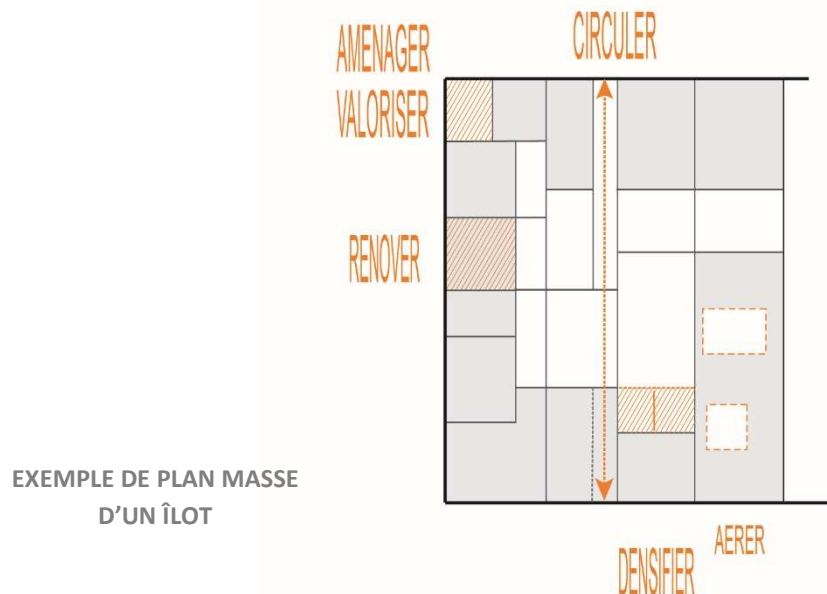 CIRCULER
AMENAGER
VALORISER
RENOVER
EXEMPLE DE PLAN MASSE
D'UN ÎLOT
AERER
DENSIFIER